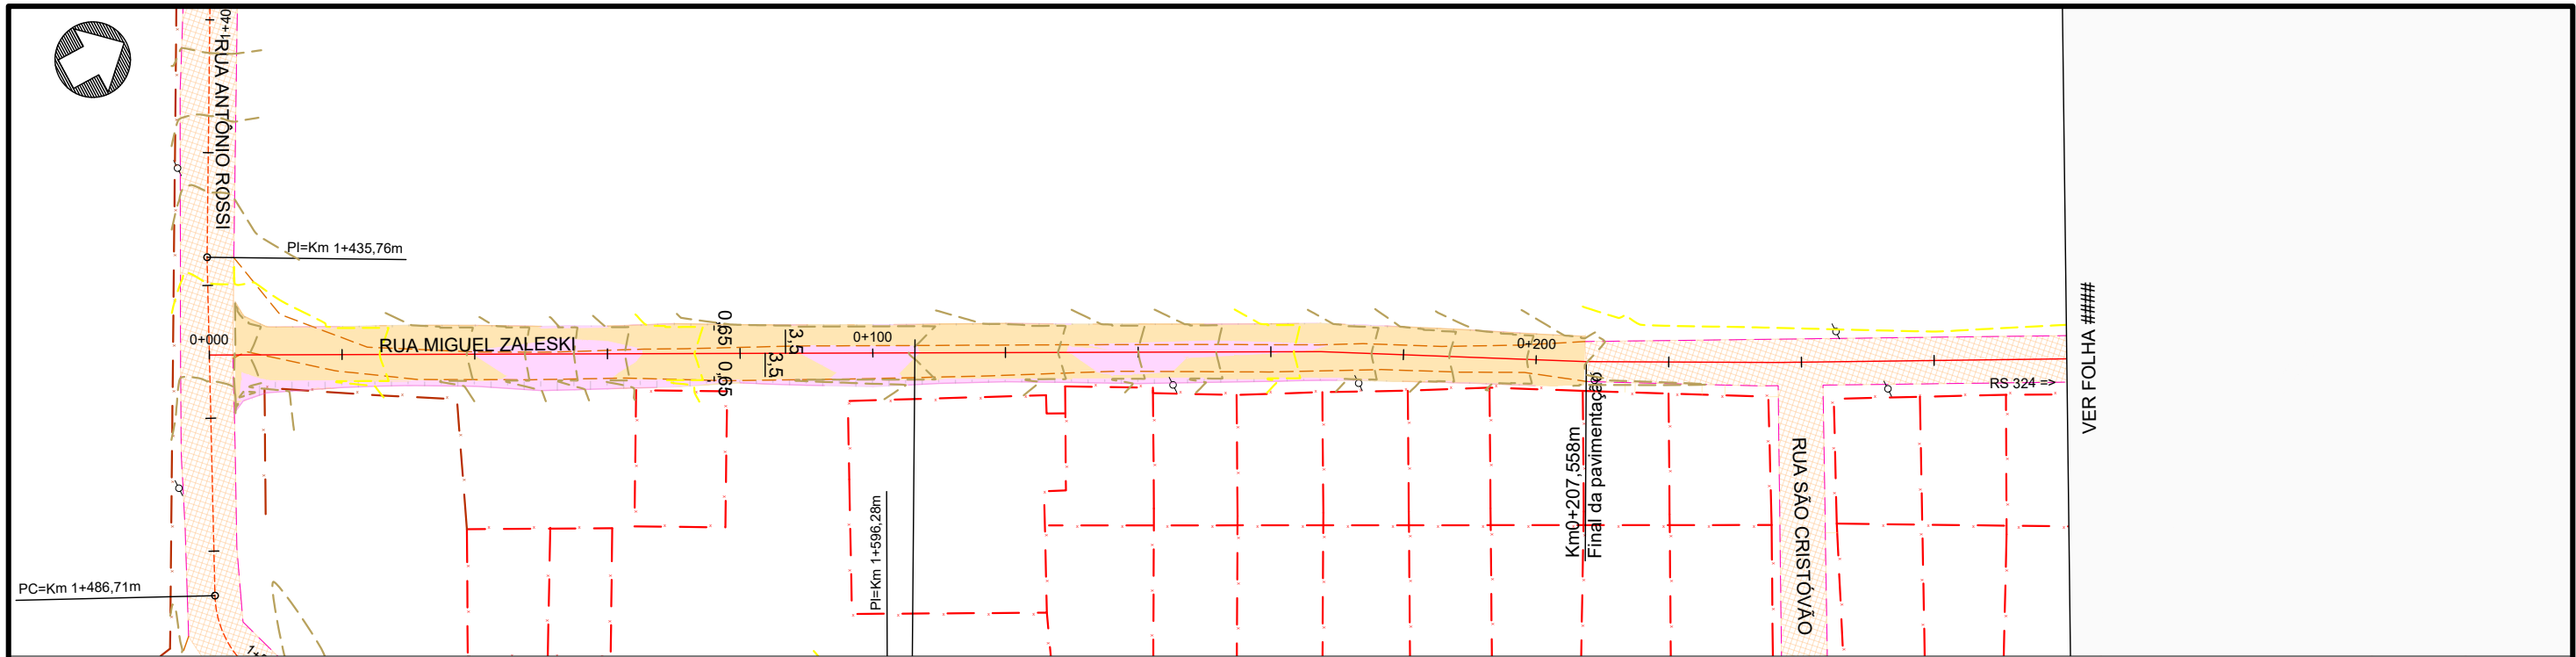 RUA ANTÔNIO ROSSI
PI=Km 1+435,76m
0+000
RUA MIGUEL ZALESKI
0,65
0,65
3,5
3,5
0+100
0+200
RS 324 =>
VER FOLHA ####
Km0+207,558m
Final da pavimentação
PI=Km 1+596,28m
RUA SÃO CRISTÓVÃO
PC=Km 1+486,71m